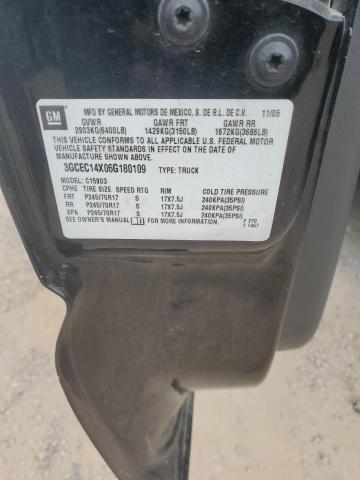 GM
MFD BY GENERAL MOTORS DE MEXICO, S. DE R.L. DE C.V. 11/05
GVWR GAWR FRT GAWR RR
2903KG(6400LB) 1429KG(3150LB) 1672KG(3686LB)
THIS VEHICLE CONFORMS TO ALL APPLICABLE U.S. FEDERAL MOTOR
VEHICLE SAFETY STANDARDS IN EFFECT ON THE DATE OF
MANUFACTURE SHOWN ABOVE.
3GCEC14X06G180109 TYPE: TRUCK
MODEL: C15903
CPHE TIRE SIZE SPEED RTG RIM COLD TIRE PRESSURE
FRT P245/70R17 S 17X7.5J 240KPA(35PSI)
RR P245/70R17 S 17X7.5J 240KPA(35PSI)
SPA P245/70R17 S 17X7.5J 240KPA(35PSI)
SEE OWNER'S MANUAL FOR MORE INFORMATION.